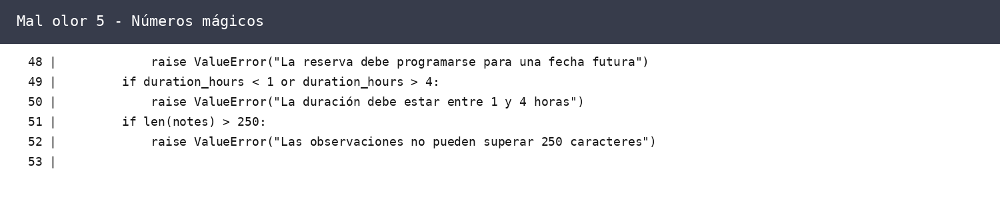 Mal olor 5 - Números mágicos
48 |             raise ValueError("La reserva debe programarse para una fecha futura")
49 |         if duration_hours < 1 or duration_hours > 4:
50 |             raise ValueError("La duración debe estar entre 1 y 4 horas")
51 |         if len(notes) > 250:
52 |             raise ValueError("Las observaciones no pueden superar 250 caracteres")
53 |